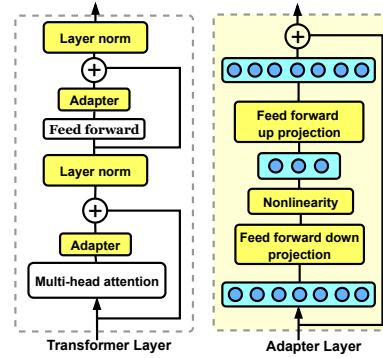 Layer norm
+
Adapter
Feed forward
Layer norm
+
Adapter
Multi-head attention
Transformer Layer
+
Feed forward
up projection
Nonlinearity
Feed forward down
projection
Adapter Layer